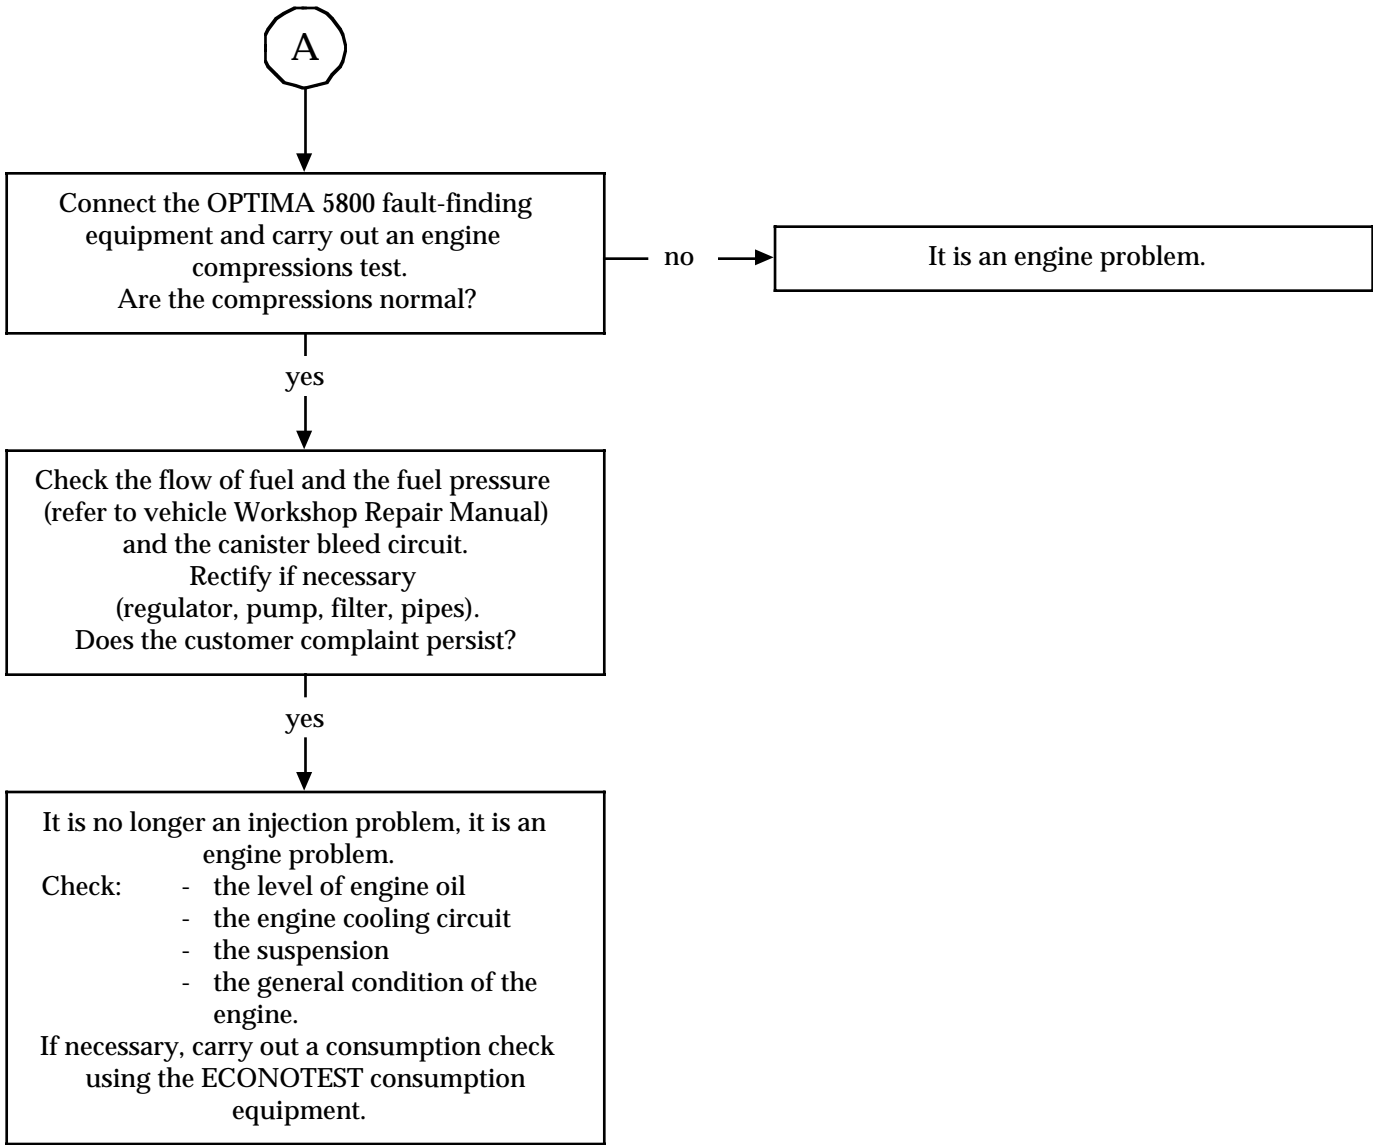 A
Connect the OPTIMA 5800 fault-finding
equipment and carry out an engine
compressions test.
Are the compressions normal?
no
It is an engine problem.
yes
Check the flow of fuel and the fuel pressure
(refer to vehicle Workshop Repair Manual)
and the canister bleed circuit.
Rectify if necessary
(regulator, pump, filter, pipes).
Does the customer complaint persist?
yes
It is no longer an injection problem, it is an
engine problem.
Check: - the level of engine oil
- the engine cooling circuit
- the suspension
- the general condition of the
engine.
If necessary, carry out a consumption check
using the ECONOTEST consumption
equipment.